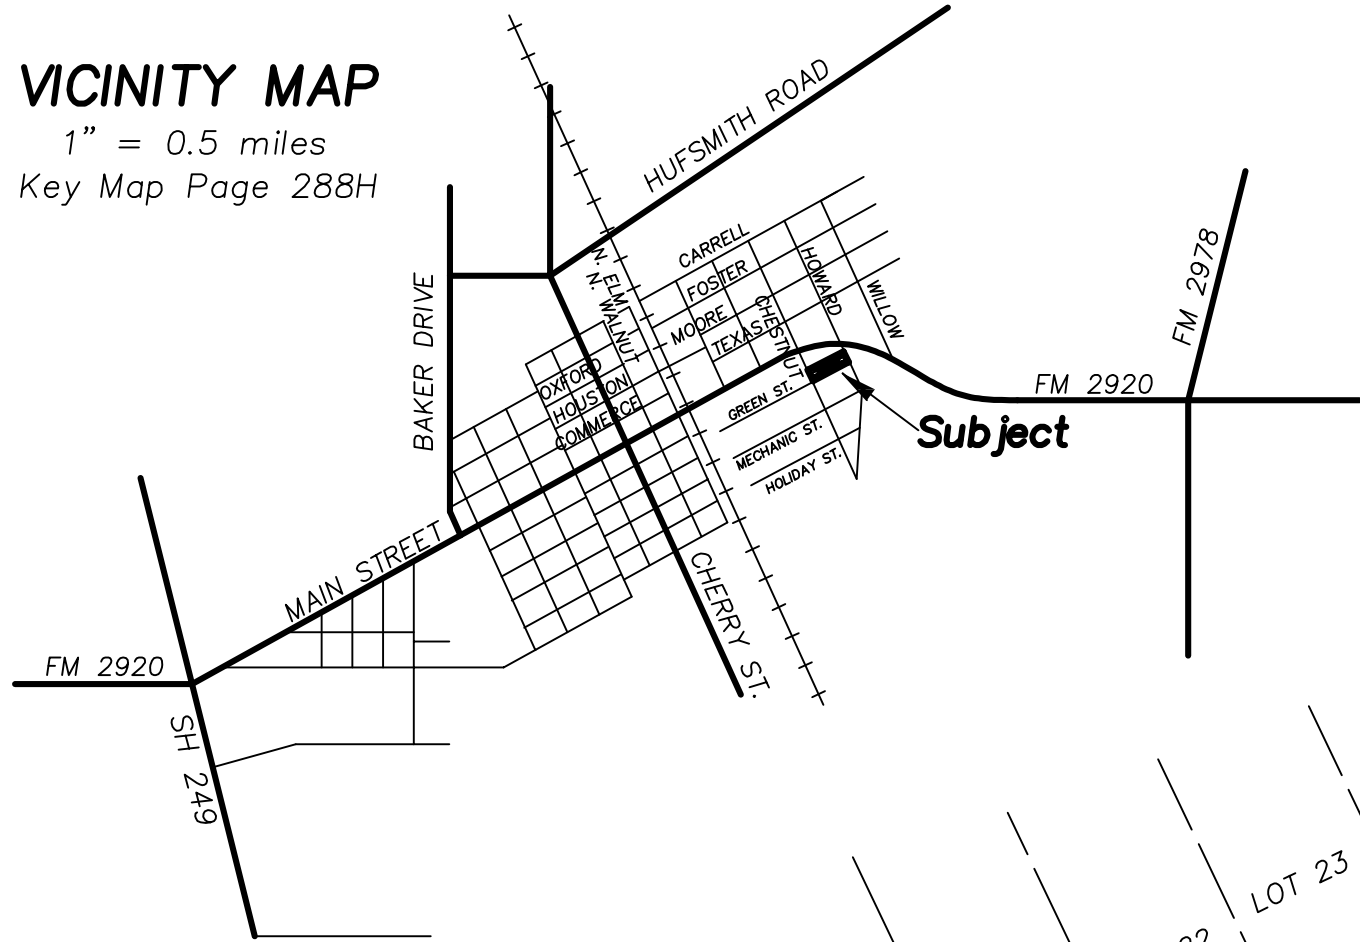 VICINITY MAP
1" = 0.5 miles
Key Map Page 288H
HUFSMITH ROAD
CARRELL
FOSTER
MOORE
TEXAS
HOWARD
WILLOW
CHESTNUT
N. ELM
N. WALNUT
BAKER DRIVE
OXFORD
HOUSTON
COMMERCE
GREEN ST.
MECHANIC ST.
HOLIDAY ST.
Subject
FM 2978
FM 2920
MAIN STREET
CHERRY ST.
FM 2920
SH 249
LOT 23